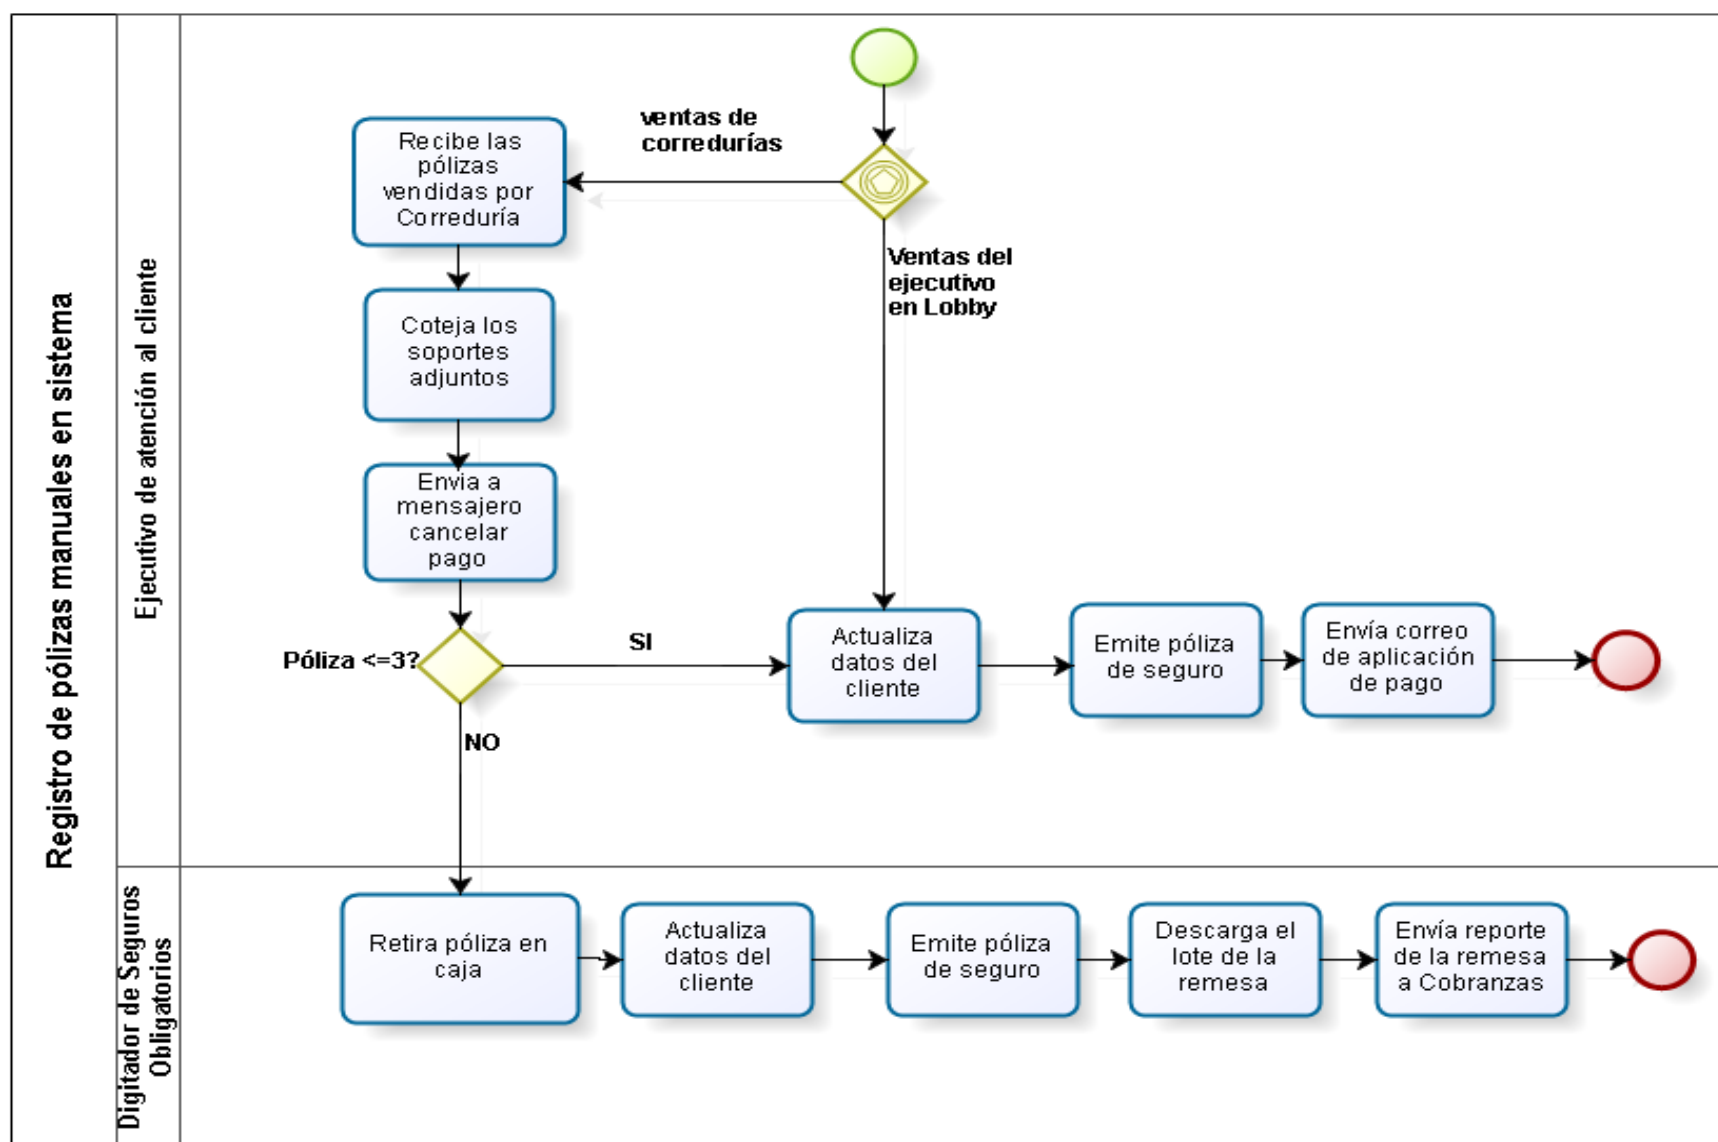 Registro de pólizas manuales en sistema
Ejecutivo de atención al cliente
ventas de
corredurías
Recibe las
pólizas
vendidas por
Correduría
Ventas del
ejecutivo
en Lobby
Coteja los
soportes
adjuntos
Envia a
mensajero
cancelar
pago
Póliza <=3?
SI
NO
Actualiza
datos del
cliente
Emite póliza
de seguro
Envía correo
de aplicación
de pago
Digitador de Seguros
Obligatorios
Retira póliza en
caja
Actualiza
datos del
cliente
Emite póliza
de seguro
Descarga el
lote de la
remesa
Envía reporte
de la remesa
a Cobranzas